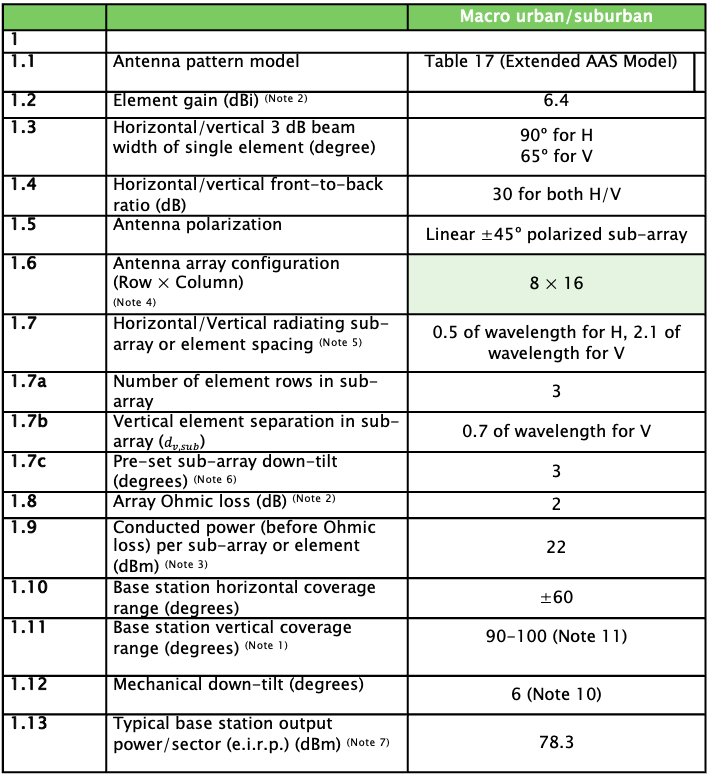 Macro urban/suburban
1
1.1 Antenna pattern model Table 17 (Extended AAS Model)
1.2 Element gain (dBi) (Note 2) 6.4
1.3 Horizontal/vertical 3 dB beam
width of single element (degree)
90º for H
65º for V
1.4 Horizontal/vertical front-to-back
ratio (dB)
30 for both H/V
1.5 Antenna polarization
Linear ±45º polarized sub-array
1.6 Antenna array configuration
(Row × Column)
(Note 4)
8 × 16
1.7 Horizontal/Vertical radiating sub-
array or element spacing (Note 5)
0.5 of wavelength for H, 2.1 of
wavelength for V
1.7a Number of element rows in sub-
array
3
1.7b Vertical element separation in sub-
array (dv,sub)
0.7 of wavelength for V
1.7c Pre-set sub-array down-tilt
(degrees) (Note 6)
3
1.8 Array Ohmic loss (dB) (Note 2) 2
1.9 Conducted power (before Ohmic
loss) per sub-array or element
(dBm) (Note 3)
22
1.10 Base station horizontal coverage
range (degrees)
±60
1.11 Base station vertical coverage
range (degrees) (Note 1)
90-100 (Note 11)
1.12 Mechanical down-tilt (degrees)
6 (Note 10)
1.13 Typical base station output
power/sector (e.i.r.p.) (dBm) (Note 7)
78.3